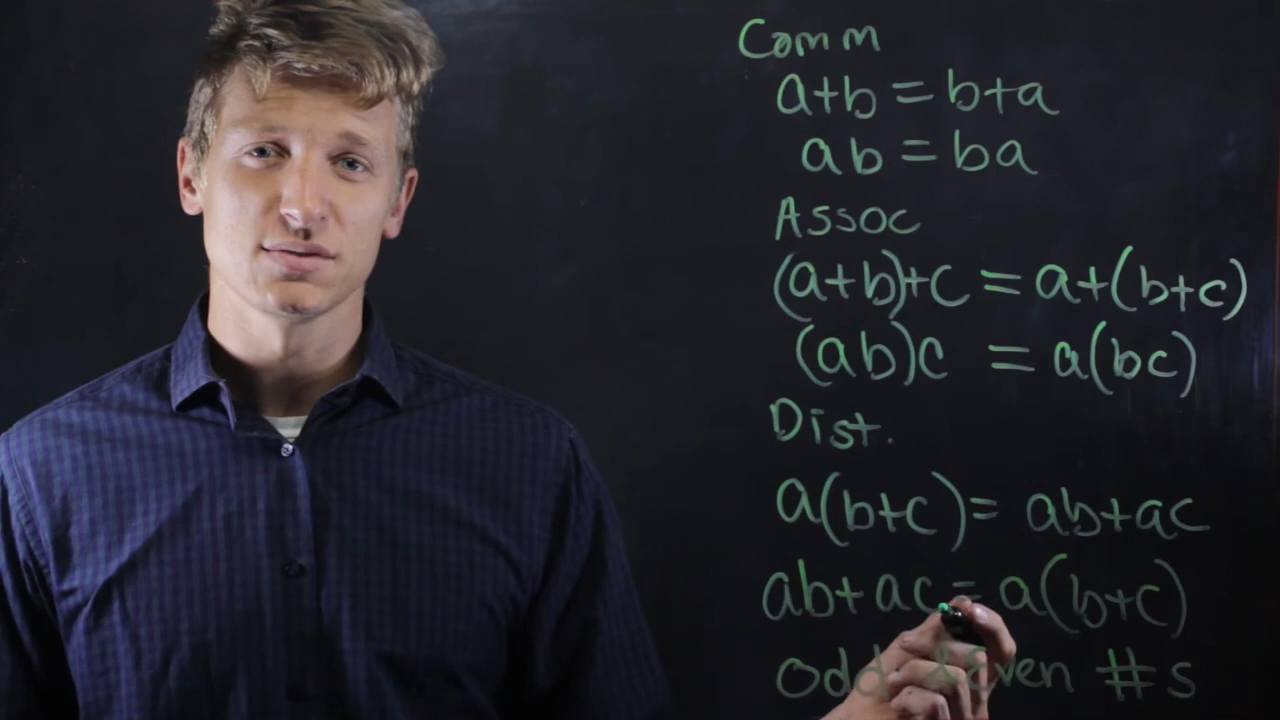 Comm
a+b = b+a
ab = ba
Assoc
(a+b)+c = a+(b+c)
(ab)c = a(bc)
Dist.
a(b+c) = ab+ac
ab+ac = a(b+c)
odd & even #s